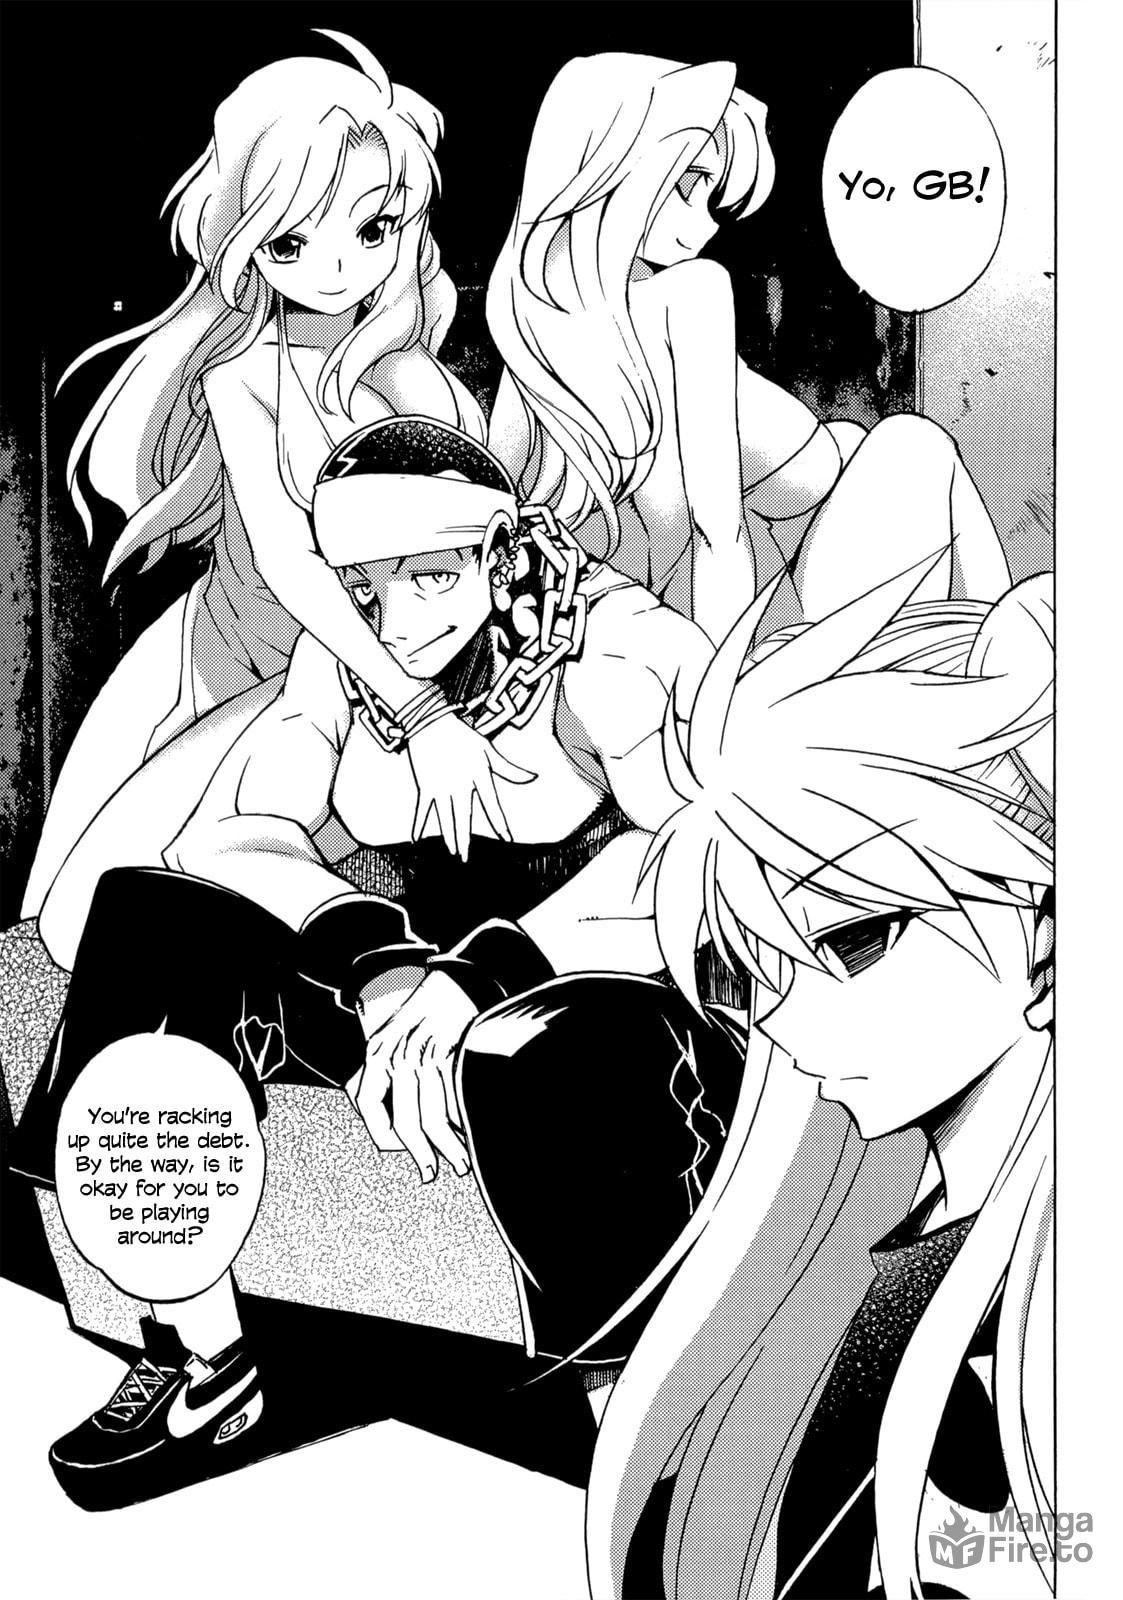 Yo, GB!
You're racking
up quite the debt.
By the way, is it
okay for you to
be playing
around?
Manga
MF Fire.to